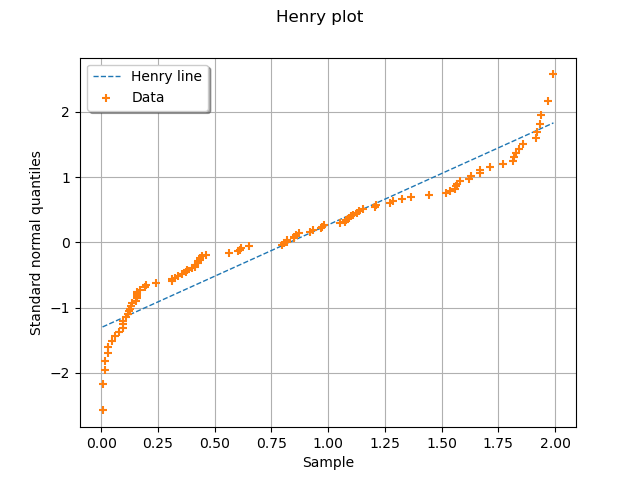 Henry plot
Henry line
Data
Standard normal quantiles
2
1
0
−1
−2
0.00 0.25 0.50 0.75 1.00 1.25 1.50 1.75 2.00
Sample